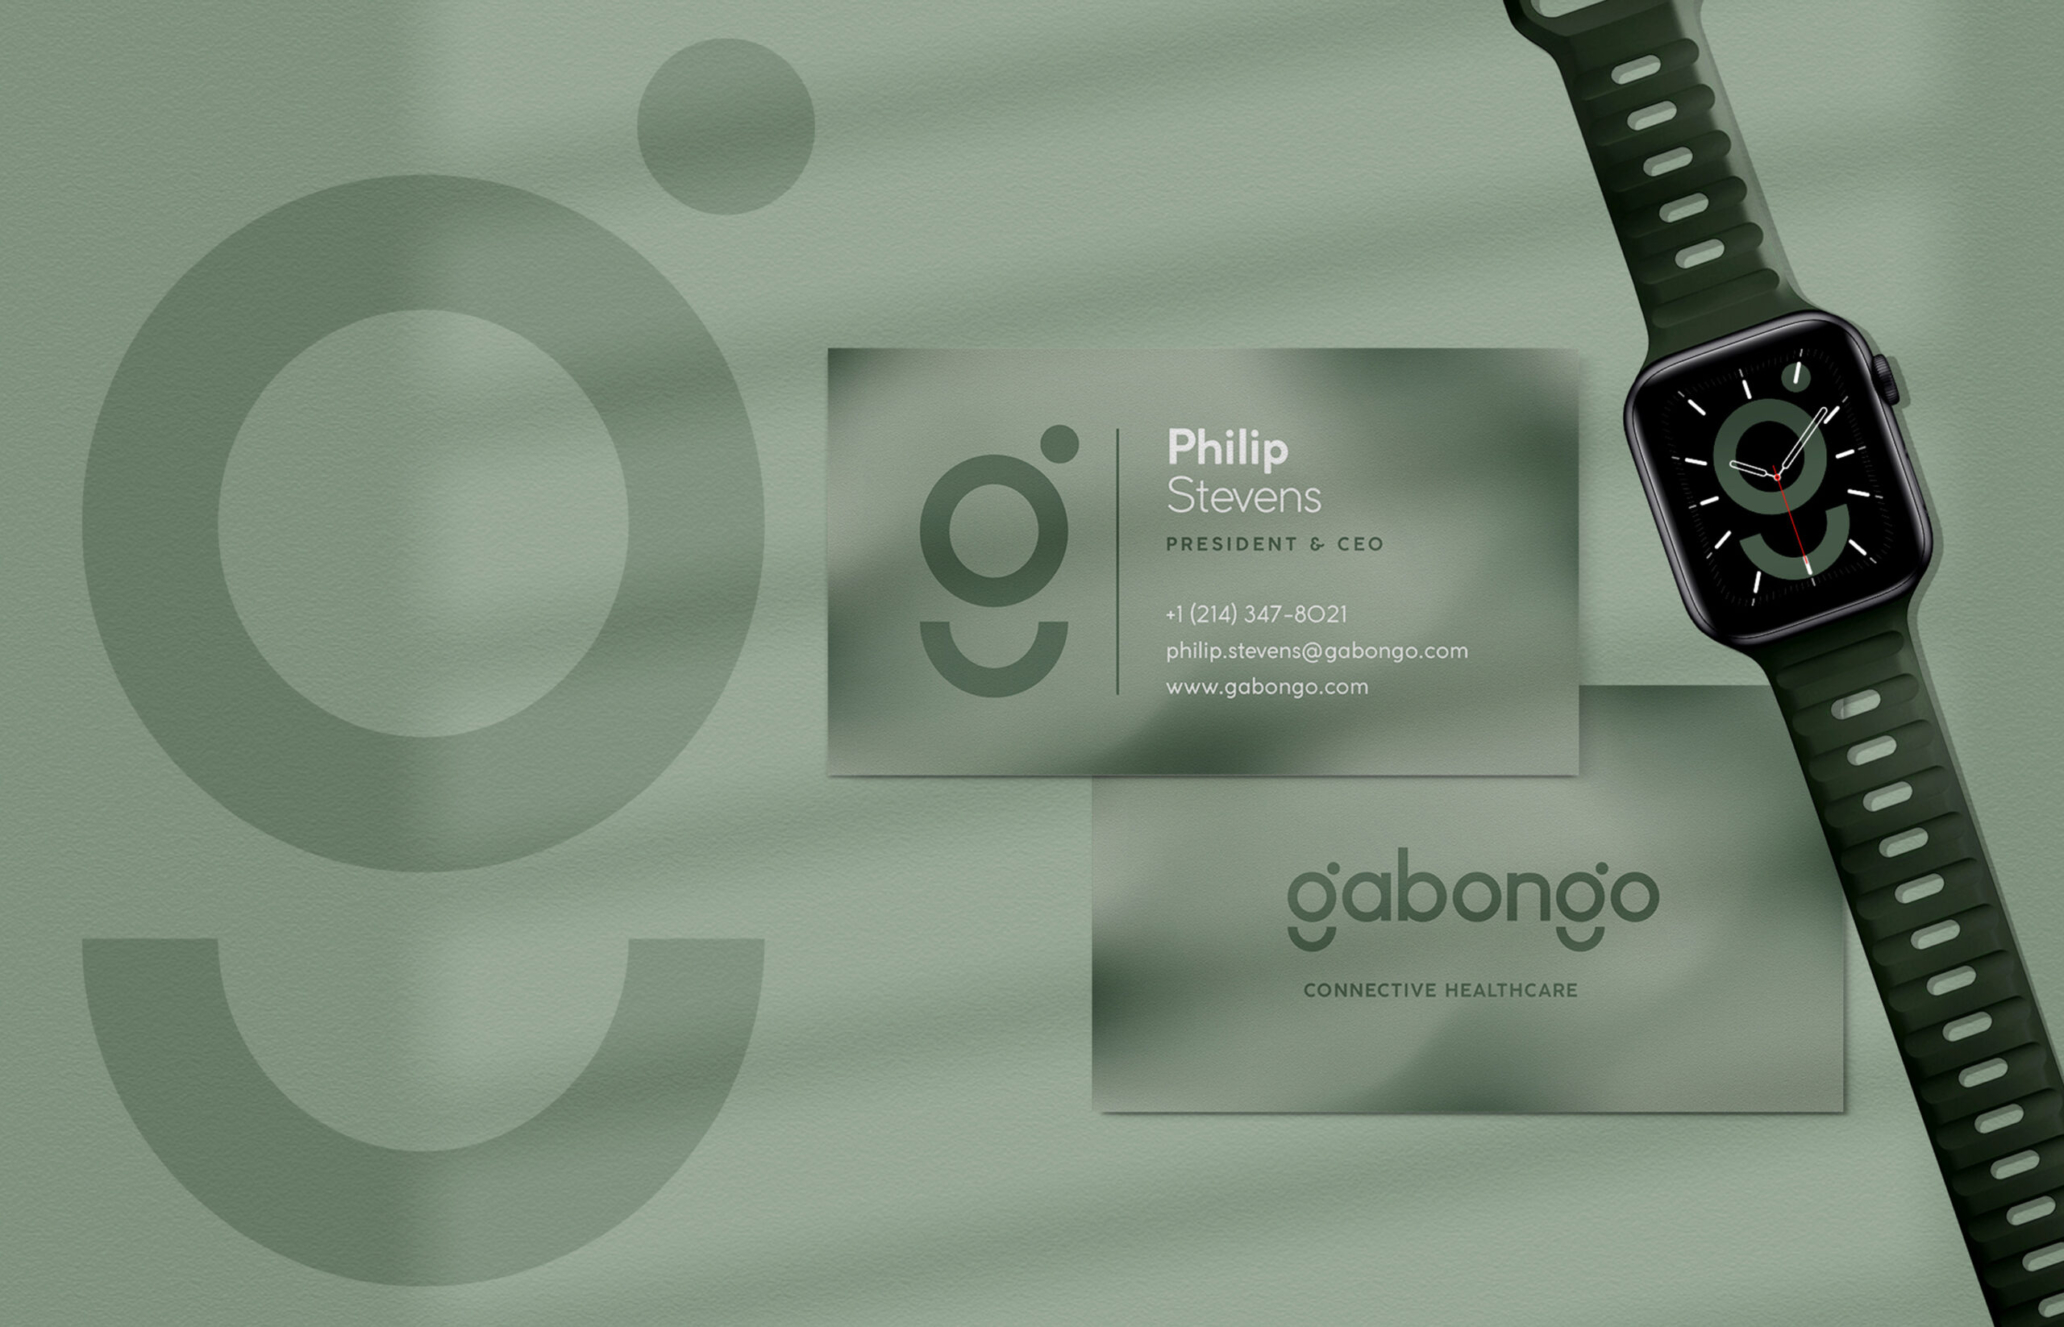 Philip
Stevens
PRESIDENT & CEO
+1 (214) 347-8021
philip.stevens@gabongo.com
www.gabongo.com
gabongo
CONNECTIVE HEALTHCARE